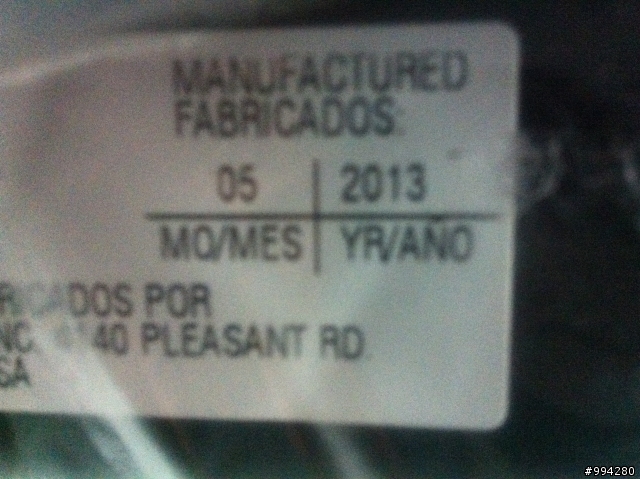 MANUFACTURED
FABRICADOS:
05 2013
MO/MES YR/AÑO
RICADOS POR
NC. 40 PLEASANT RD.
SA
#994280